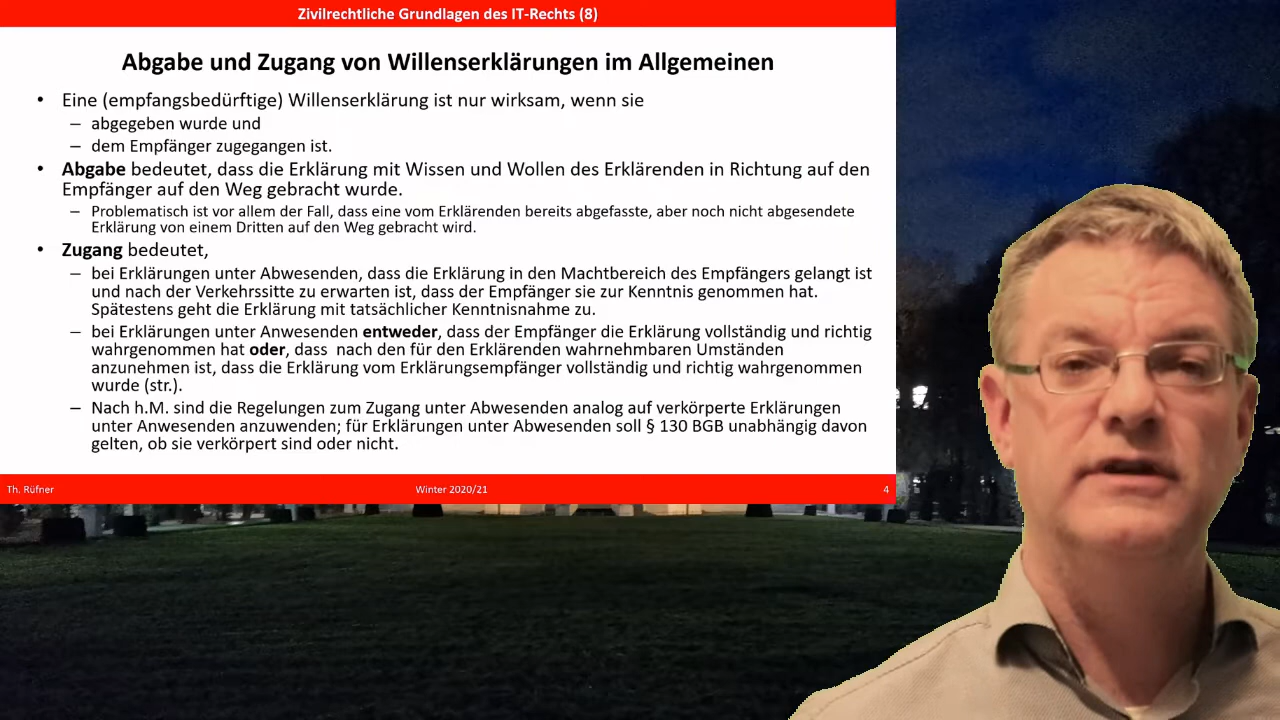 Zivilrechtliche Grundlagen des IT-Rechts (8)
Abgabe und Zugang von Willenserklärungen im Allgemeinen
• Eine (empfangsbedürftige) Willenserklärung ist nur wirksam, wenn sie
– abgegeben wurde und
– dem Empfänger zugegangen ist.
• Abgabe bedeutet, dass die Erklärung mit Wissen und Wollen des Erklärenden in Richtung auf den
Empfänger auf den Weg gebracht wurde.
– Problematisch ist vor allem der Fall, dass eine vom Erklärenden bereits abgefasste, aber noch nicht abgesendete
Erklärung von einem Dritten auf den Weg gebracht wird.
• Zugang bedeutet,
– bei Erklärungen unter Abwesenden, dass die Erklärung in den Machtbereich des Empfängers gelangt ist
und nach der Verkehrssitte zu erwarten ist, dass der Empfänger sie zur Kenntnis genommen hat.
Spätestens geht die Erklärung mit tatsächlicher Kenntnisnahme zu.
– bei Erklärungen unter Anwesenden entweder, dass der Empfänger die Erklärung vollständig und richtig
wahrgenommen hat oder, dass nach den für den Erklärenden wahrnehmbaren Umständen
anzunehmen ist, dass die Erklärung vom Erklärungsempfänger vollständig und richtig wahrgenommen
wurde (str.).
– Nach h.M. sind die Regelungen zum Zugang unter Abwesenden analog auf verkörperte Erklärungen
unter Anwesenden anzuwenden; für Erklärungen unter Abwesenden soll § 130 BGB unabhängig davon
gelten, ob sie verkörpert sind oder nicht.
Th. Rüfner
Winter 2020/21
4